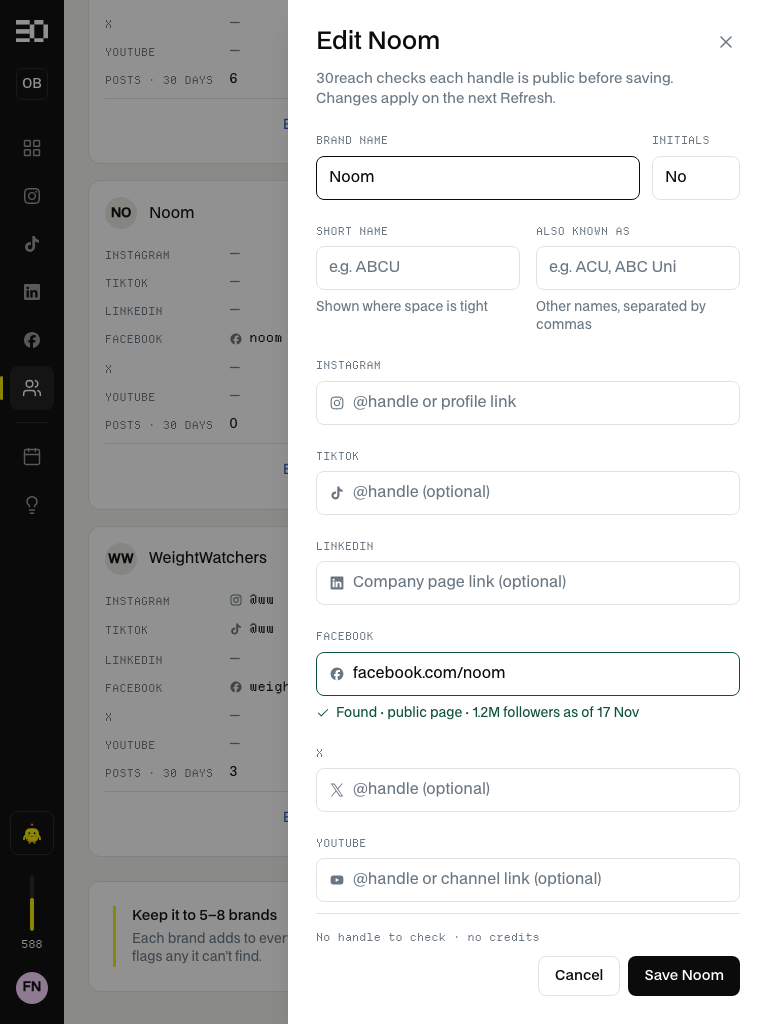 OB
X
—
YOUTUBE
—
POSTS · 30 DAYS
6
NO
Noom
INSTAGRAM
—
TIKTOK
—
LINKEDIN
—
FACEBOOK
noom
X
—
YOUTUBE
—
POSTS · 30 DAYS
0
WW
WeightWatchers
INSTAGRAM
@ww
TIKTOK
@ww
LINKEDIN
—
FACEBOOK
X
—
YOUTUBE
—
POSTS · 30 DAYS
3
Keep it to 5–8 brands
Each brand adds to
flags any it can't find.
588
FN
Edit Noom
30reach checks each handle is public before saving.
Changes apply on the next Refresh.
BRAND NAME
INITIALS
Noom
No
SHORT NAME
ALSO KNOWN AS
e.g. ABCU
e.g. ACU, ABC Uni
Shown where space is tight
Other names, separated by
commas
INSTAGRAM
@handle or profile link
TIKTOK
@handle (optional)
LINKEDIN
Company page link (optional)
FACEBOOK
facebook.com/noom
Found · public page · 1.2M followers as of 17 Nov
X
@handle (optional)
YOUTUBE
@handle or channel link (optional)
No handle to check · no credits
Cancel
Save Noom